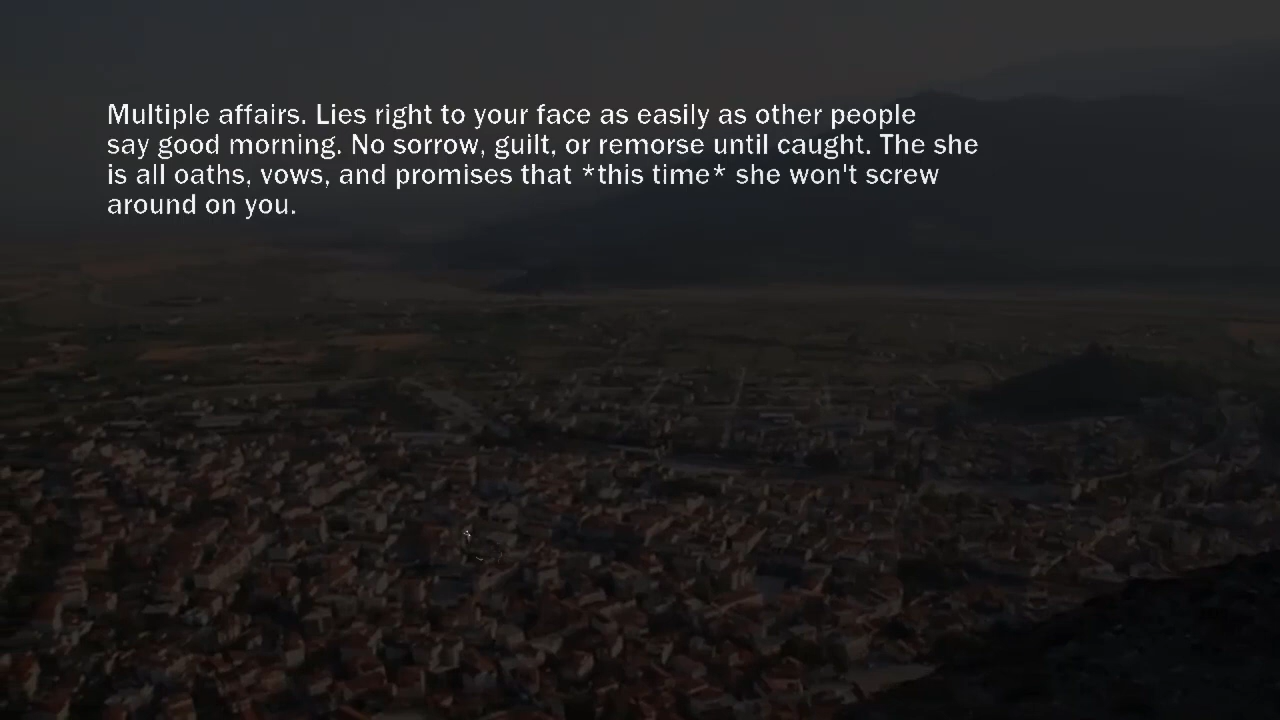 Multiple affairs. Lies right to your face as easily as other people
say good morning. No sorrow, guilt, or remorse until caught. The she
is all oaths, vows, and promises that *this time* she won't screw
around on you.